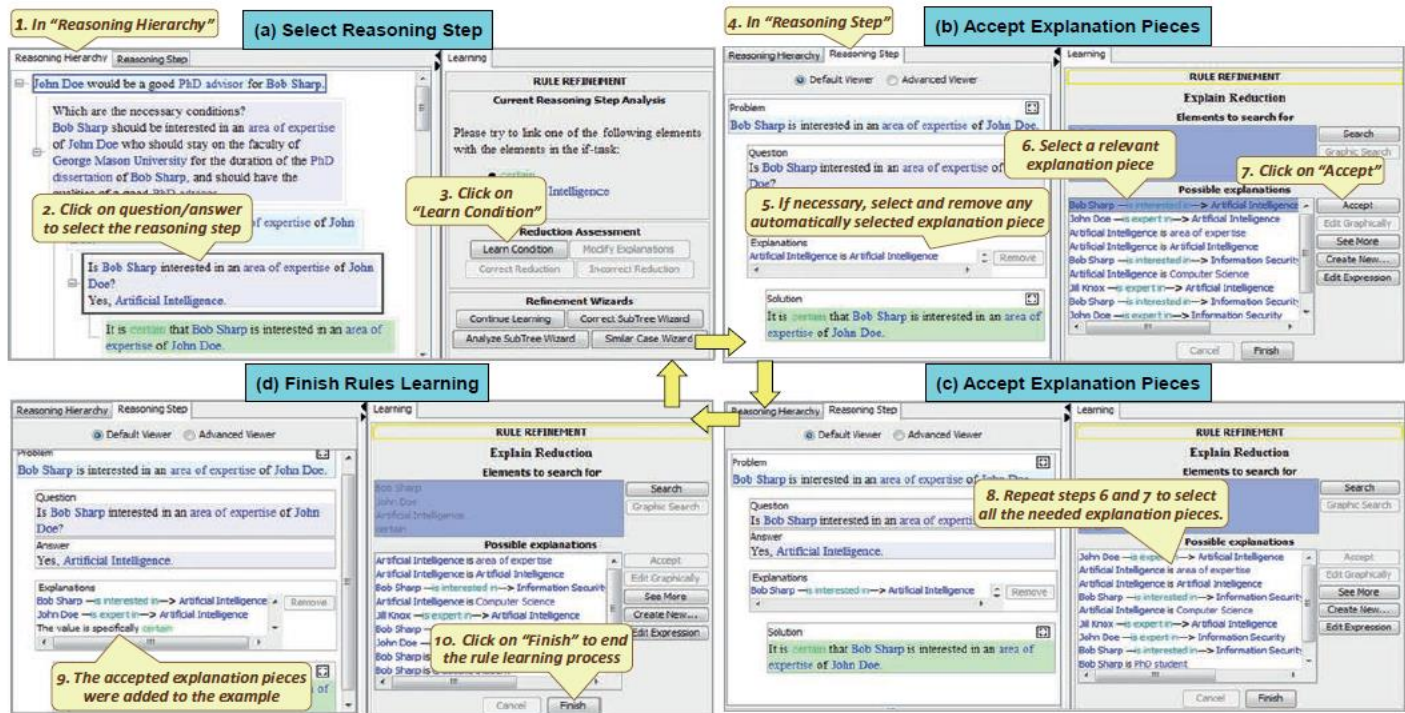 1. In "Reasoning Hierarchy"
(a) Select Reasoning Step
Reasoning Hierarchy Reasoning Step
John Doe would be a good PhD advisor for Bob Sharp.
Which are the necessary conditions?
Bob Sharp should be interested in an area of expertise
of John Doe who should stay on the faculty of
George Mason University for the duration of the PhD
dissertation of Bob Sharp, and should have the
qualities of a good PhD advisor.
2. Click on question/answer
to select the reasoning step
of expertise of John
Is Bob Sharp interested in an area of expertise of John
Doe?
Yes, Artificial Intelligence.
It is certain that Bob Sharp is interested in an area of
expertise of John Doe.
Learning
RULE REFINEMENT
Current Reasoning Step Analysis
Please try to link one of the following elements
with the elements in the if-task:
certain
Intelligence
3. Click on
"Learn Condition"
Reduction Assessment
Learn Condition Modify Explanations
Correct Reduction Incorrect Reduction
Refinement Wizards
Continue Learning Correct SubTree Wizard
Analyze SubTree Wizard Similar Case Wizard
4. In "Reasoning Step"
(b) Accept Explanation Pieces
Reasoning Hierarchy Reasoning Step
Default Viewer Advanced Viewer
Problem
Bob Sharp is interested in an area of expertise of John Doe.
Question
Is Bob Sharp interested in an area of expertise of John
Doe?
5. If necessary, select and remove any
automatically selected explanation piece
Explanations
Artificial Intelligence is Artificial Intelligence
Remove
Solution
It is certain that Bob Sharp is interested in an area of
expertise of John Doe.
Learning
RULE REFINEMENT
Explain Reduction
Elements to search for
Search
Graphic Search
6. Select a relevant
explanation piece
7. Click on "Accept"
Possible explanations
Bob Sharp —is interested in—> Artificial Intelligence
John Doe —is expert in—> Artificial Intelligence
Artificial Intelligence is area of expertise
Artificial Intelligence is Artificial Intelligence
Bob Sharp —is interested in—> Information Security
Artificial Intelligence is Computer Science
Jill Knox —is expert in—> Artificial Intelligence
Bob Sharp —is interested in—> Information Security
John Doe —is expert in—> Information Security
Accept
Edit Graphically
See More
Create New...
Edit Expression
Cancel Finish
(d) Finish Rules Learning
Reasoning Hierarchy Reasoning Step
Default Viewer Advanced Viewer
Problem
Bob Sharp is interested in an area of expertise of John Doe.
Question
Is Bob Sharp interested in an area of expertise of John
Doe?
Answer
Yes, Artificial Intelligence.
Explanations
Bob Sharp —is interested in—> Artificial Intelligence
John Doe —is expert in—> Artificial Intelligence
The value is specifically certain
Remove
9. The accepted explanation pieces
were added to the example
of
Learning
RULE REFINEMENT
Explain Reduction
Elements to search for
Bob Sharp
John Doe
Artificial Intelligence
certain
Search
Graphic Search
Possible explanations
Artificial Intelligence is area of expertise
Artificial Intelligence is Artificial Intelligence
Bob Sharp —is interested in—> Information Security
Artificial Intelligence is Computer Science
Jill Knox —is expert in—> Artificial Intelligence
Bob Sharp
John Doe
Bob Sharp is
Bob Sharp is
Accept
Edit Graphically
See More
Create New...
Edit Expression
10. Click on "Finish" to end
the rule learning process
Cancel Finish
(c) Accept Explanation Pieces
Reasoning Hierarchy Reasoning Step
Default Viewer Advanced Viewer
Problem
Bob Sharp is interested in an area of expertise of John Doe.
Question
Is Bob Sharp interested in an area of
Doe?
Answer
Yes, Artificial Intelligence.
Explanations
Bob Sharp —is interested in—> Artificial Intelligence
Remove
Solution
It is certain that Bob Sharp is interested in an area of
expertise of John Doe.
Learning
RULE REFINEMENT
Explain Reduction
Elements to search for
Search
Graphic Search
8. Repeat steps 6 and 7 to select
all the needed explanation pieces.
Possible explanations
John Doe —is expert in—> Artificial Intelligence
Artificial Intelligence is area of expertise
Artificial Intelligence is Artificial Intelligence
Bob Sharp —is interested in—> Information Security
Artificial Intelligence is Computer Science
Jill Knox —is expert in—> Artificial Intelligence
John Doe —is expert in—> Information Security
Bob Sharp —is interested in—> Information Security
Bob Sharp is PhD student
Accept
Edit Graphically
See More
Create New...
Edit Expression
Cancel Finish